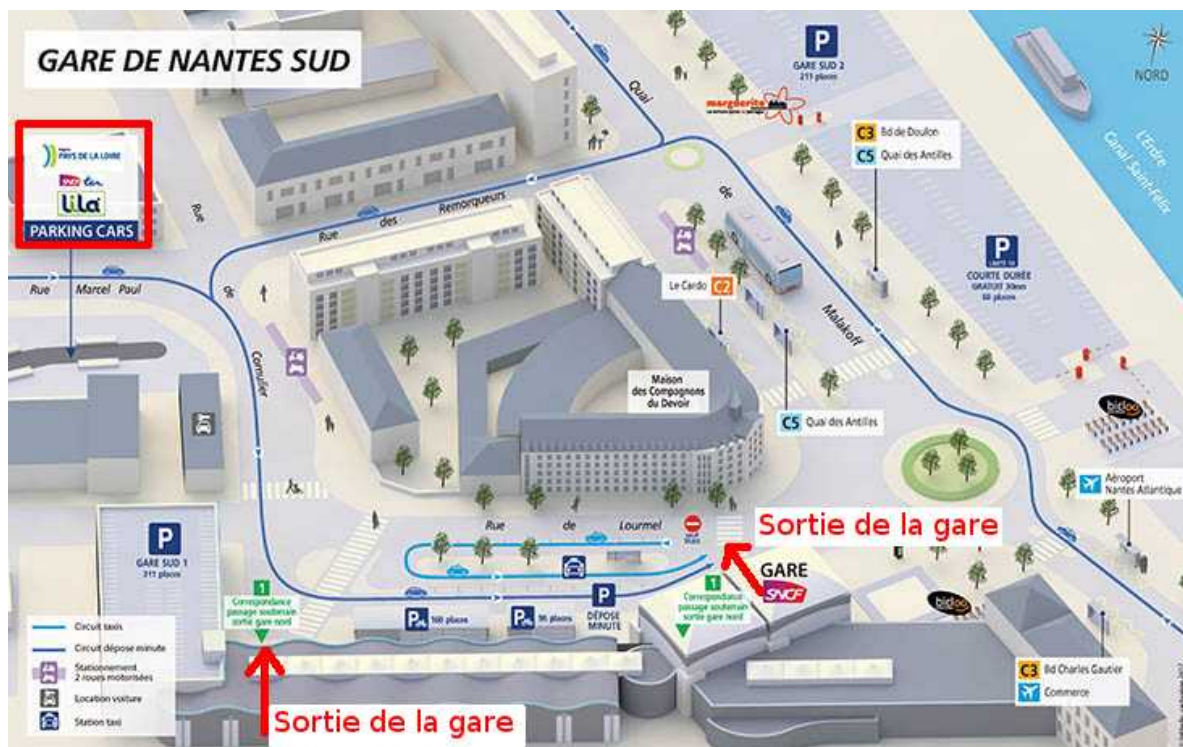 GARE DE NANTES SUD
NORD
L'Erdre
Canal Saint-Félix
P
GARE SUD 2
marguerite
C3 Bd de Doulon
C5 Quai des Antilles
Quai
de
Malakoff
PAYS DE LA LOIRE
SNCF ter
Lila
PARKING CARS
Rue
de
Cornulier
Rue des Remorqueurs
Rue Marcel Paul
Le Cardo C2
P
COURTE DURÉE
GRATUIT 30mn
60 places
Maison
des Compagnons
du Devoir
C5 Quai des Antilles
bicloo
Aéroport
Nantes Atlantique
Rue de Lourmel
Sortie de la gare
P
GARE SUD 1
1
Correspondance
passage souterrain
sortie gare nord
P 160 places
P 96 places
P
DÉPOSE
MINUTE
1
Correspondance
passage souterrain
sortie gare nord
GARE
SNCF
bicloo
C3 Bd Charles Gautier
Commerce
Circuit taxis
Circuit dépose minute
Stationnement
2 roues motorisées
Location voiture
Station taxi
Sortie de la gare